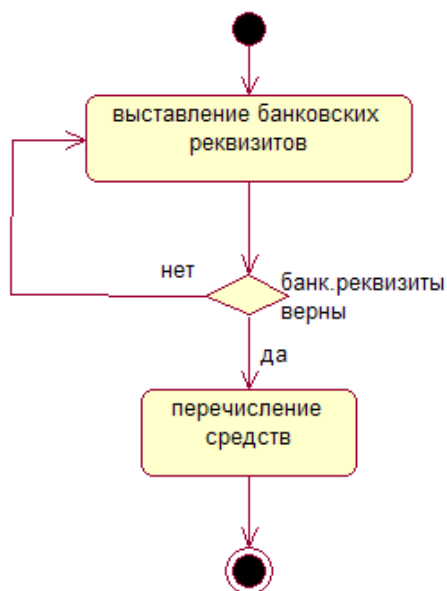 выставление банковских
реквизитов
нет
банк.реквизиты
верны
да
перечисление
средств